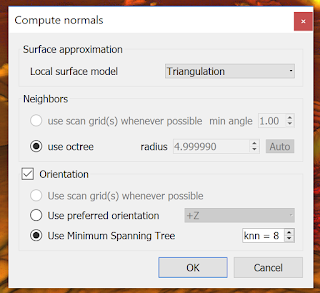 Compute normals
Surface approximation
Local surface model Triangulation
Neighbors
use scan grid(s) whenever possible min angle 1.00
use octree radius 4.999990 Auto
Orientation
Use scan grid(s) whenever possible
Use preferred orientation +Z
Use Minimum Spanning Tree knn = 8
OK Cancel